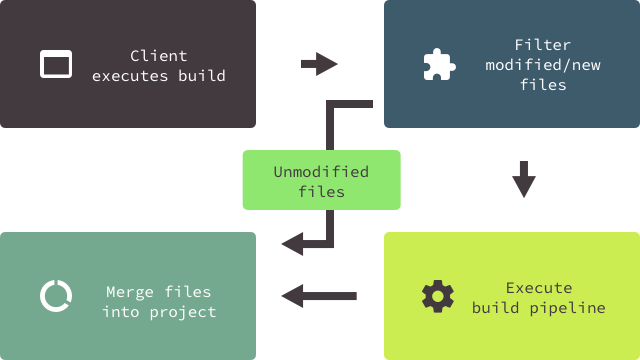 Client
executes build
Filter
modified/new
files
Unmodified
files
Merge files
into project
Execute
build pipeline